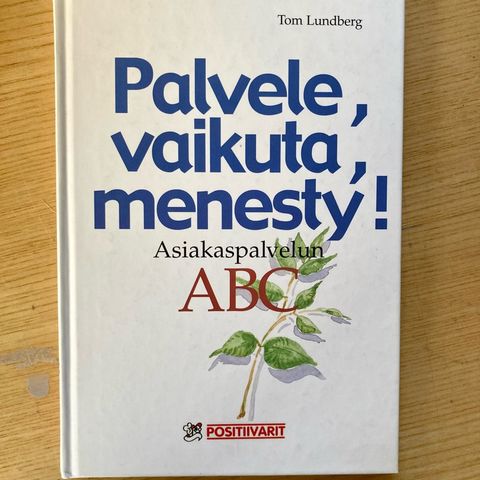 Tom Lundberg
Palvele,
vaikuta,
menesty!
Asiakaspalvelun
ABC
POSITIIVARIT